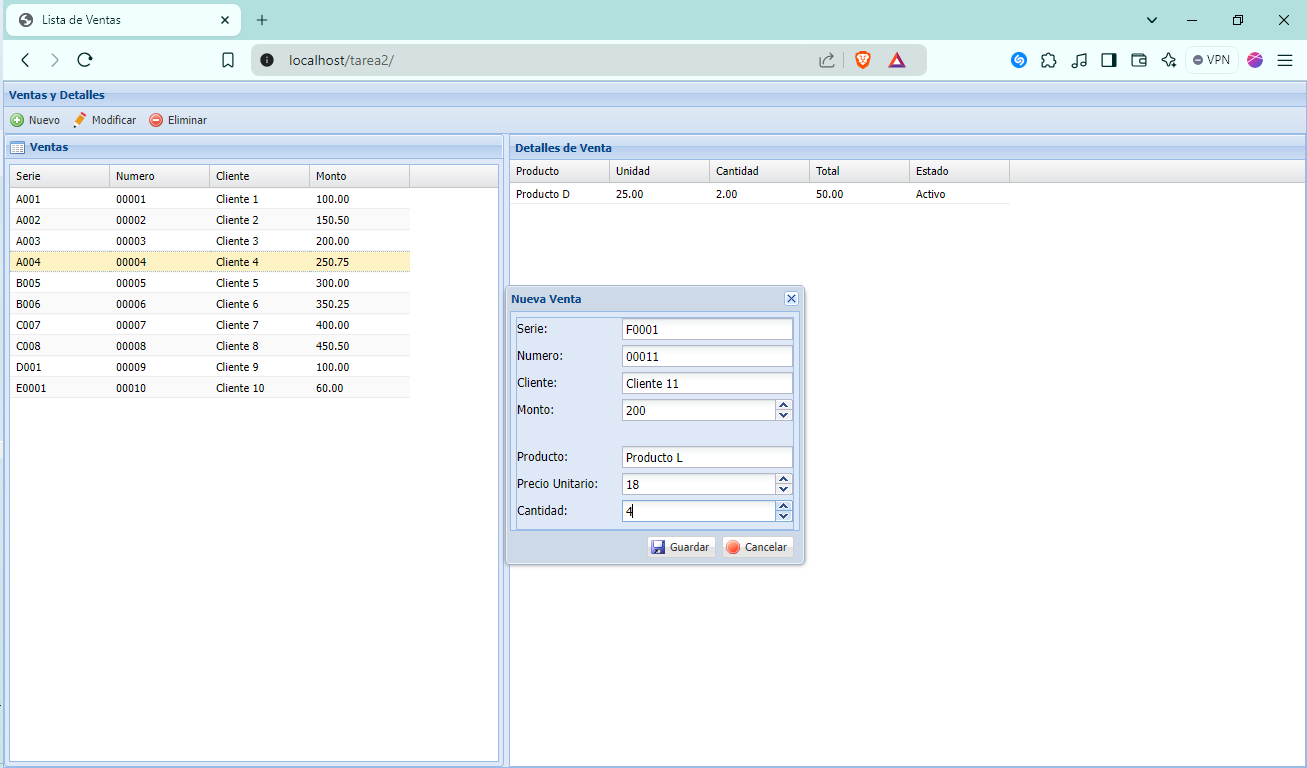 Lista de Ventas
localhost/tarea2/
VPN
Ventas y Detalles
Nuevo Modificar Eliminar
Ventas
Serie Numero Cliente Monto
A001 00001 Cliente 1 100.00
A002 00002 Cliente 2 150.50
A003 00003 Cliente 3 200.00
A004 00004 Cliente 4 250.75
B005 00005 Cliente 5 300.00
B006 00006 Cliente 6 350.25
C007 00007 Cliente 7 400.00
C008 00008 Cliente 8 450.50
D001 00009 Cliente 9 100.00
E0001 00010 Cliente 10 60.00
Detalles de Venta
Producto Unidad Cantidad Total Estado
Producto D 25.00 2.00 50.00 Activo
Nueva Venta
Serie: F0001
Numero: 00011
Cliente: Cliente 11
Monto: 200
Producto: Producto L
Precio Unitario: 18
Cantidad: 4
Guardar Cancelar